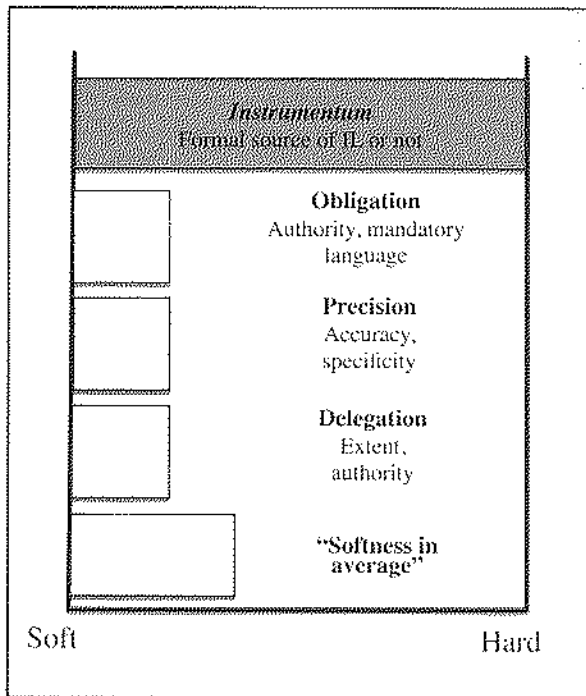 Instrumentum
Formal source of IL or not
Obligation
Authority, mandatory
language
Precision
Accuracy,
specificity
Delegation
Extent,
authority
“Softness in
average”
Soft
Hard